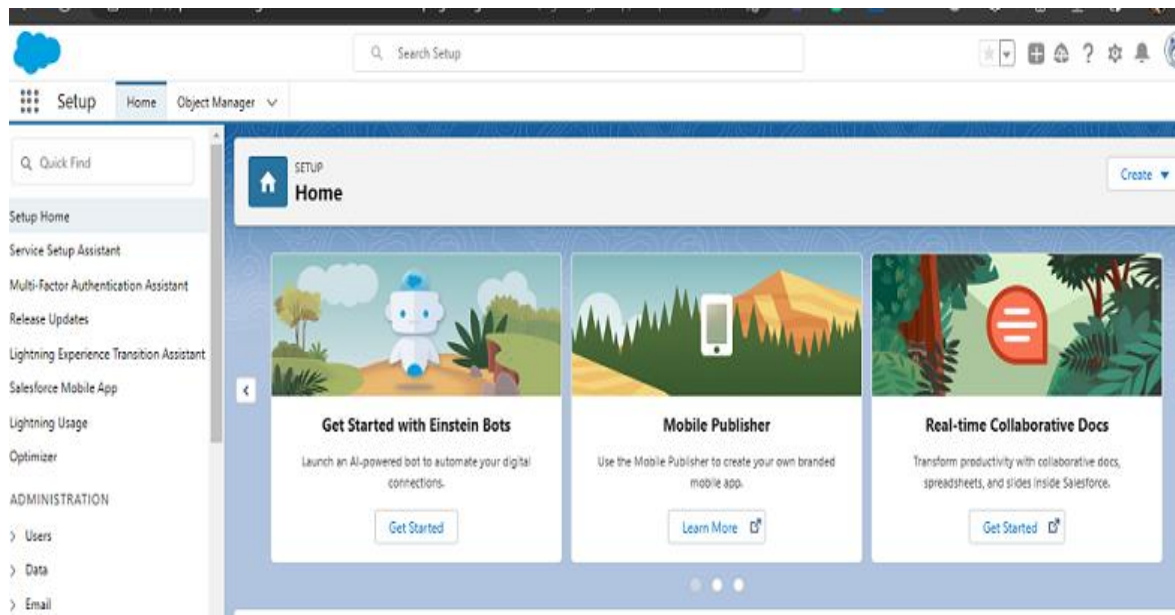 Search Setup
Setup
Home
Object Manager
Quick Find
Setup Home
Service Setup Assistant
Multi-Factor Authentication Assistant
Release Updates
Lightning Experience Transition Assistant
Salesforce Mobile App
Lightning Usage
Optimizer
ADMINISTRATION
Users
Data
Email
SETUP
Home
Create
Get Started with Einstein Bots
Launch an AI-powered bot to automate your digital
connections.
Get Started
Mobile Publisher
Use the Mobile Publisher to create your own branded
mobile app.
Learn More
Real-time Collaborative Docs
Transform productivity with collaborative docs,
spreadsheets, and slides inside Salesforce.
Get Started